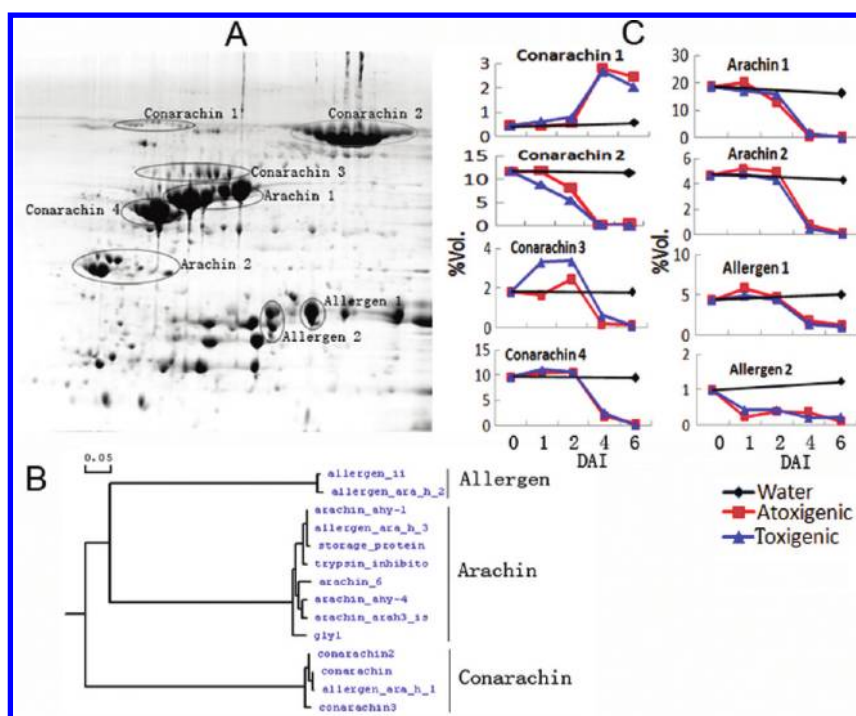 A
Conarachin 1
Conarachin 2
Conarachin 3
Arachin 1
Conarachin 4
Arachin 2
Allergen 1
Allergen 2
C
Conarachin 1
3
2
1
0
Arachin 1
30
20
10
0
Conarachin 2
15
10
5
0
Arachin 2
6
4
2
0
%Vol.
%Vol.
Conarachin 3
4
2
0
Allergen 1
10
5
0
Conarachin 4
15
10
5
0
0 1 2 4 6
DAI
Allergen 2
2
1
0
0 1 2 4 6
DAI
Water
Atoxigenic
Toxigenic
B
0.05
allergen_ii
allergen_ara_h_2
Allergen
arachin_ahy-1
allergen_ara_h_3
storage_protein
trypsin_inhibito
arachin_6
arachin_ahy-4
arachin_arah3_is
gly1
Arachin
conarachin2
conarachin
allergen_ara_h_1
conarachin3
Conarachin